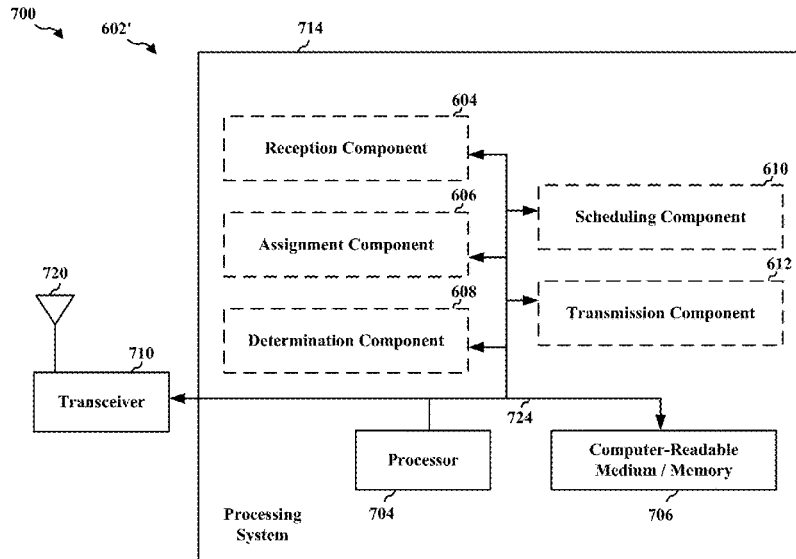 700
602'
714
604
Reception Component
610
Scheduling Component
606
Assignment Component
612
Transmission Component
720
608
Determination Component
710
Transceiver
724
Processor
Computer-Readable
Medium / Memory
704
706
Processing
System